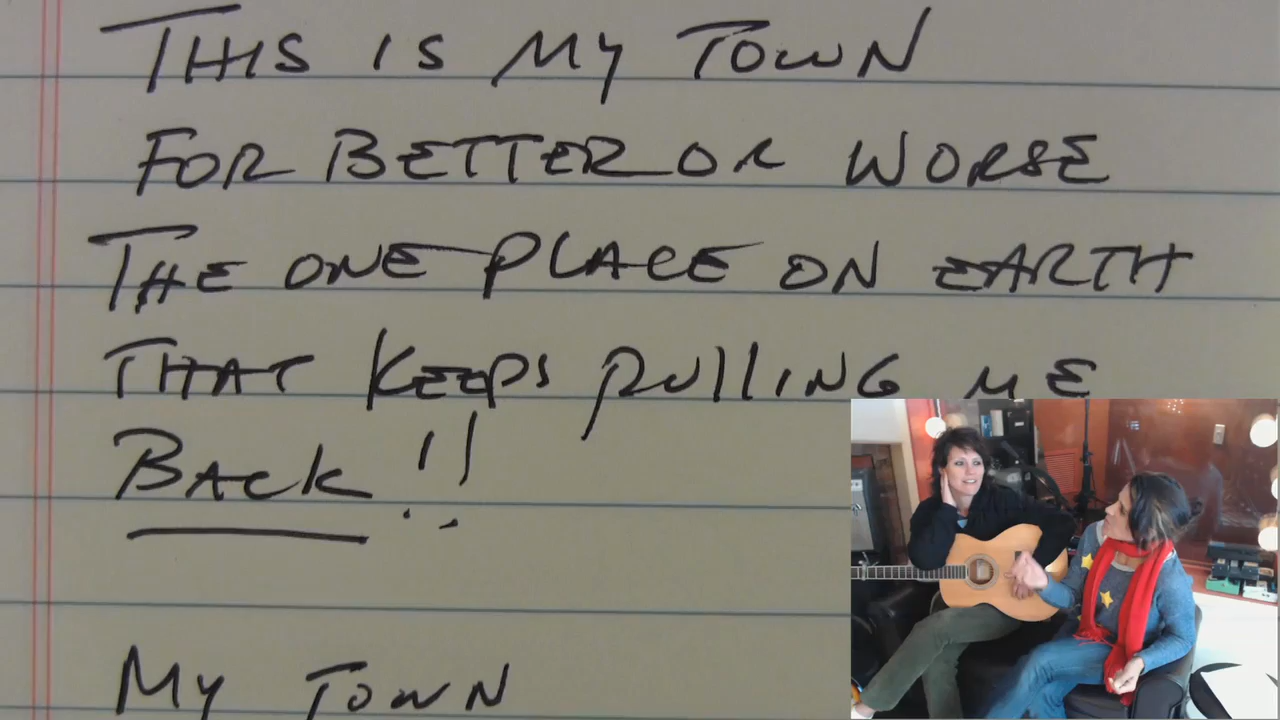 THIS IS MY TOWN
FOR BETTER OR WORSE
THE ONE PLACE ON EARTH
THAT KEEPS PULLING ME
BACK !!
MY TOWN